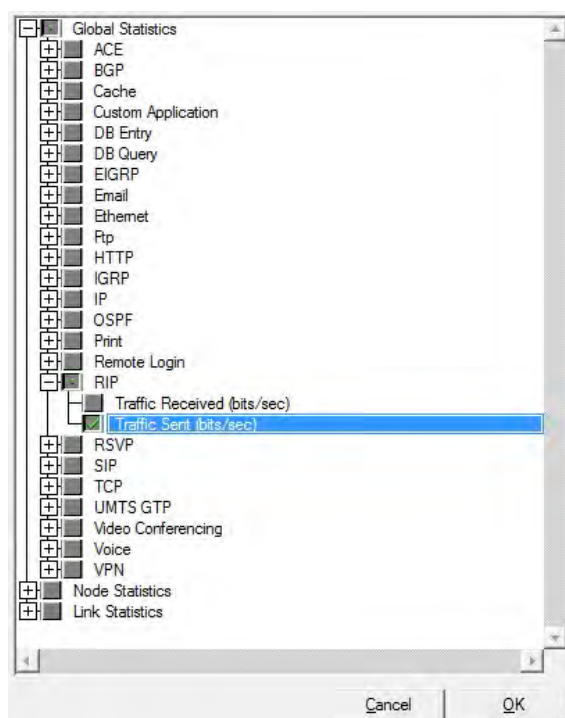 Global Statistics
ACE
BGP
Cache
Custom Application
DB Entry
DB Query
EIGRP
Email
Ethernet
Ftp
HTTP
IGRP
IP
OSPF
Print
Remote Login
RIP
Traffic Received (bits/sec)
Traffic Sent (bits/sec)
RSVP
SIP
TCP
UMTS GTP
Video Conferencing
Voice
VPN
Node Statistics
Link Statistics
Cancel OK